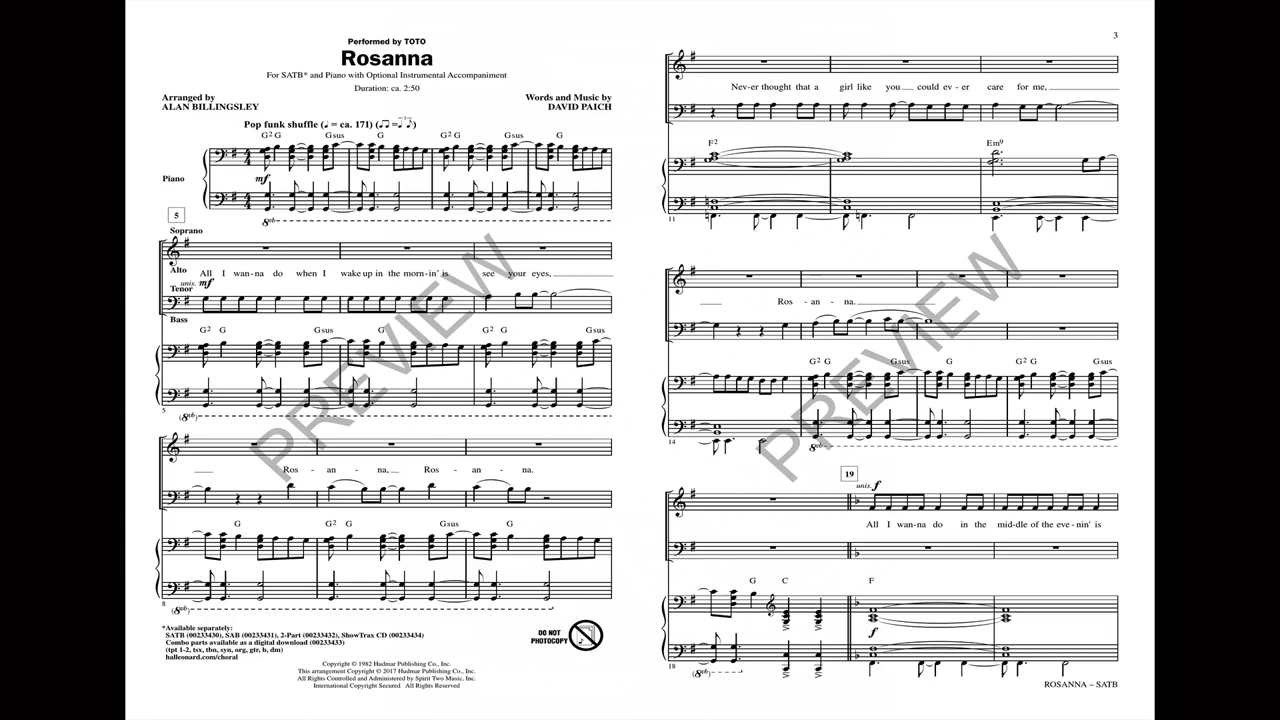 Performed by TOTO
Rosanna
For SATB* and Piano with Optional Instrumental Accompaniment
Duration: ca. 2:50
Arranged by
ALAN BILLINGSLEY
Words and Music by
DAVID PAICH
Pop funk shuffle (♩ = ca. 171) (♫ = ♩ 3 ♪)
G2 G Gsus G G2 G Gsus G
Piano
mf
8vb
5
Soprano
Alto
All I wan-na do when I wake up in the morn-in' is see your eyes,
unis. mf
Tenor
Bass
G2 G Gsus G G2 G Gsus
5
(8vb)
Ros - an - na, Ros - an - na.
G G2 G Gsus G
8
(8vb)
*Available separately:
SATB (00233430), SAB (00233431), 2-Part (00233432), ShowTrax CD (00233434)
Combo parts available as a digital download (00233433)
(tpt 1-2, tsx, tbn, syn, org, gtr, b, dm)
halleonard.com/choral
DO NOT
PHOTOCOPY
Copyright © 1982 Hudmar Publishing Co., Inc.
This arrangement Copyright © 2017 Hudmar Publishing Co., Inc.
All Rights Controlled and Administered by Spirit Two Music, Inc.
International Copyright Secured All Rights Reserved
PREVIEW
3
Nev-er thought that a girl like you could ev - er care for me,
F2 Em9
11
Ros - an - na.
G2 G Gsus G G2 G Gsus
14
8vb
19
unis. f
All I wan-na do in the mid-dle of the eve-nin' is
G C F
f
18
(8vb)
ROSANNA – SATB
PREVIEW